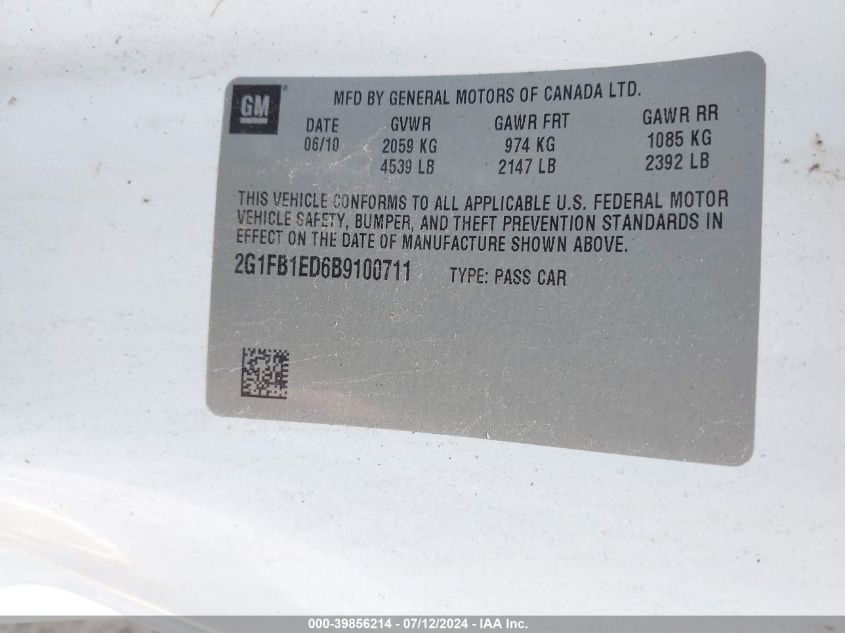 GM
MFD BY GENERAL MOTORS OF CANADA LTD.
DATE GVWR GAWR FRT GAWR RR
06/10 2059 KG 974 KG 1085 KG
4539 LB 2147 LB 2392 LB
THIS VEHICLE CONFORMS TO ALL APPLICABLE U.S. FEDERAL MOTOR
VEHICLE SAFETY, BUMPER, AND THEFT PREVENTION STANDARDS IN
EFFECT ON THE DATE OF MANUFACTURE SHOWN ABOVE.
2G1FB1ED6B9100711 TYPE: PASS CAR
000-39856214 - 07/12/2024 - IAA Inc.